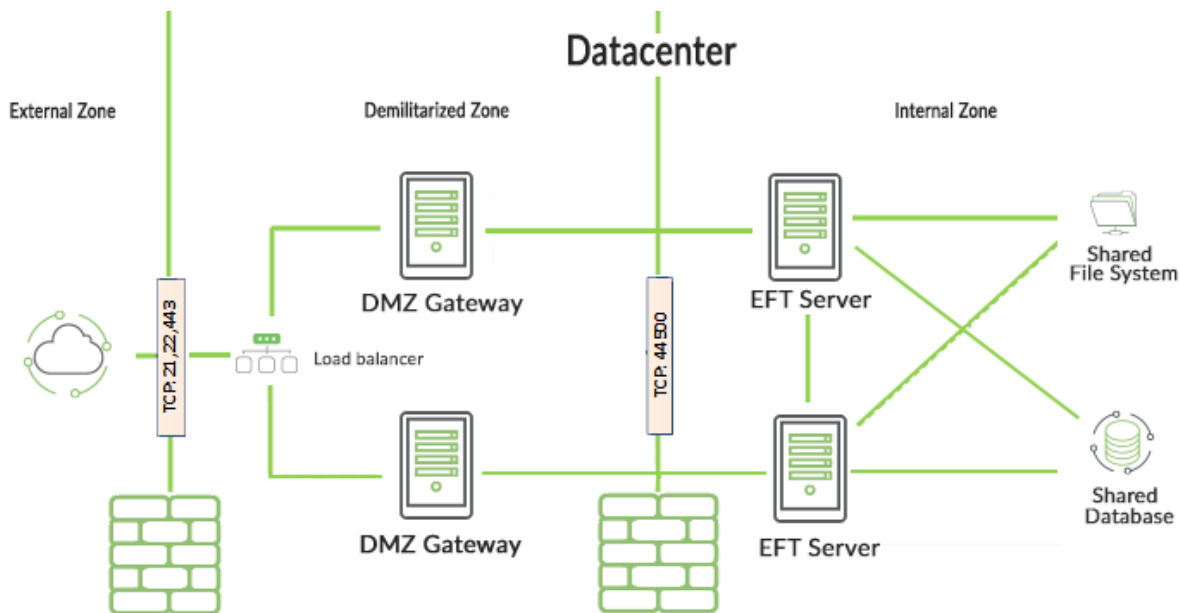 Datacenter
External Zone
Demilitarized Zone
Internal Zone
DMZ Gateway
EFT Server
Shared
File System
TCP: 21,22,443
Load balancer
TCP: 44500
DMZ Gateway
EFT Server
Shared
Database